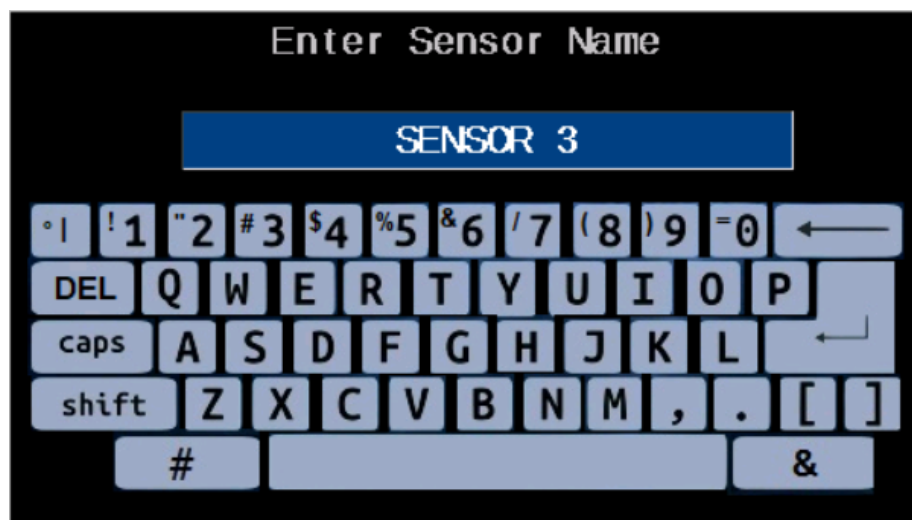 Enter Sensor Name
SENSOR 3
°| !1 "2 #3 $4 %5 &6 /7 (8 )9 =0 ←
DEL Q W E R T Y U I O P
caps A S D F G H J K L ↵
shift Z X C V B N M , . [ ]
# &